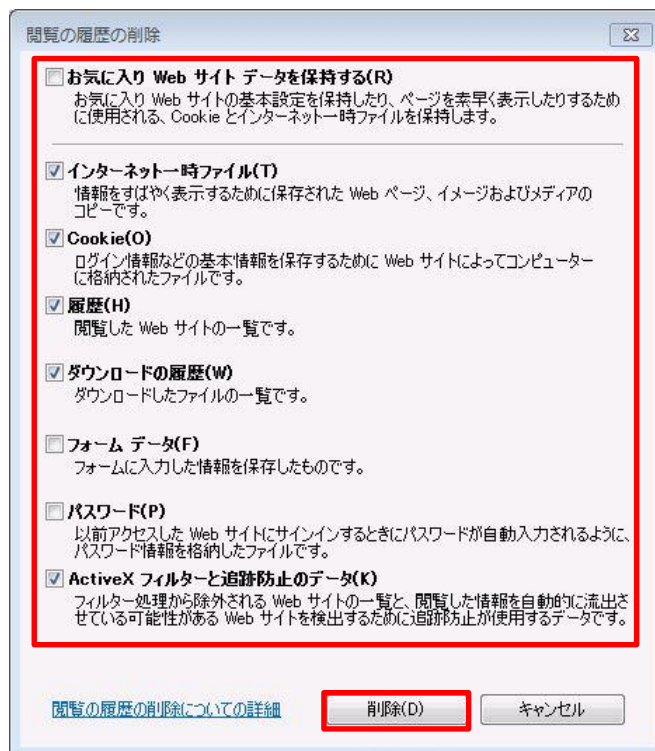 閲覧の履歴の削除
お気に入り Web サイト データを保持する(R)
お気に入り Web サイトの基本設定を保持したり、ページを素早く表示したりするため
に使用される、Cookie とインターネット一時ファイルを保持します。
インターネット一時ファイル(T)
情報をすばやく表示するために保存された Web ページ、イメージおよびメディアの
コピーです。
Cookie(O)
ログイン情報などの基本情報を保存するために Web サイトによってコンピューター
に格納されたファイルです。
履歴(H)
閲覧した Web サイトの一覧です。
ダウンロードの履歴(W)
ダウンロードしたファイルの一覧です。
フォーム データ(F)
フォームに入力した情報を保存したものです。
パスワード(P)
以前アクセスした Web サイトにサインインするときにパスワードが自動入力されるように、
パスワード情報を格納したファイルです。
ActiveX フィルターと追跡防止のデータ(K)
フィルター処理から除外される Web サイトの一覧と、閲覧した情報を自動的に流出さ
せている可能性がある Web サイトを検出するために追跡防止が使用するデータです。
閲覧の履歴の削除についての詳細
削除(D)
キャンセル